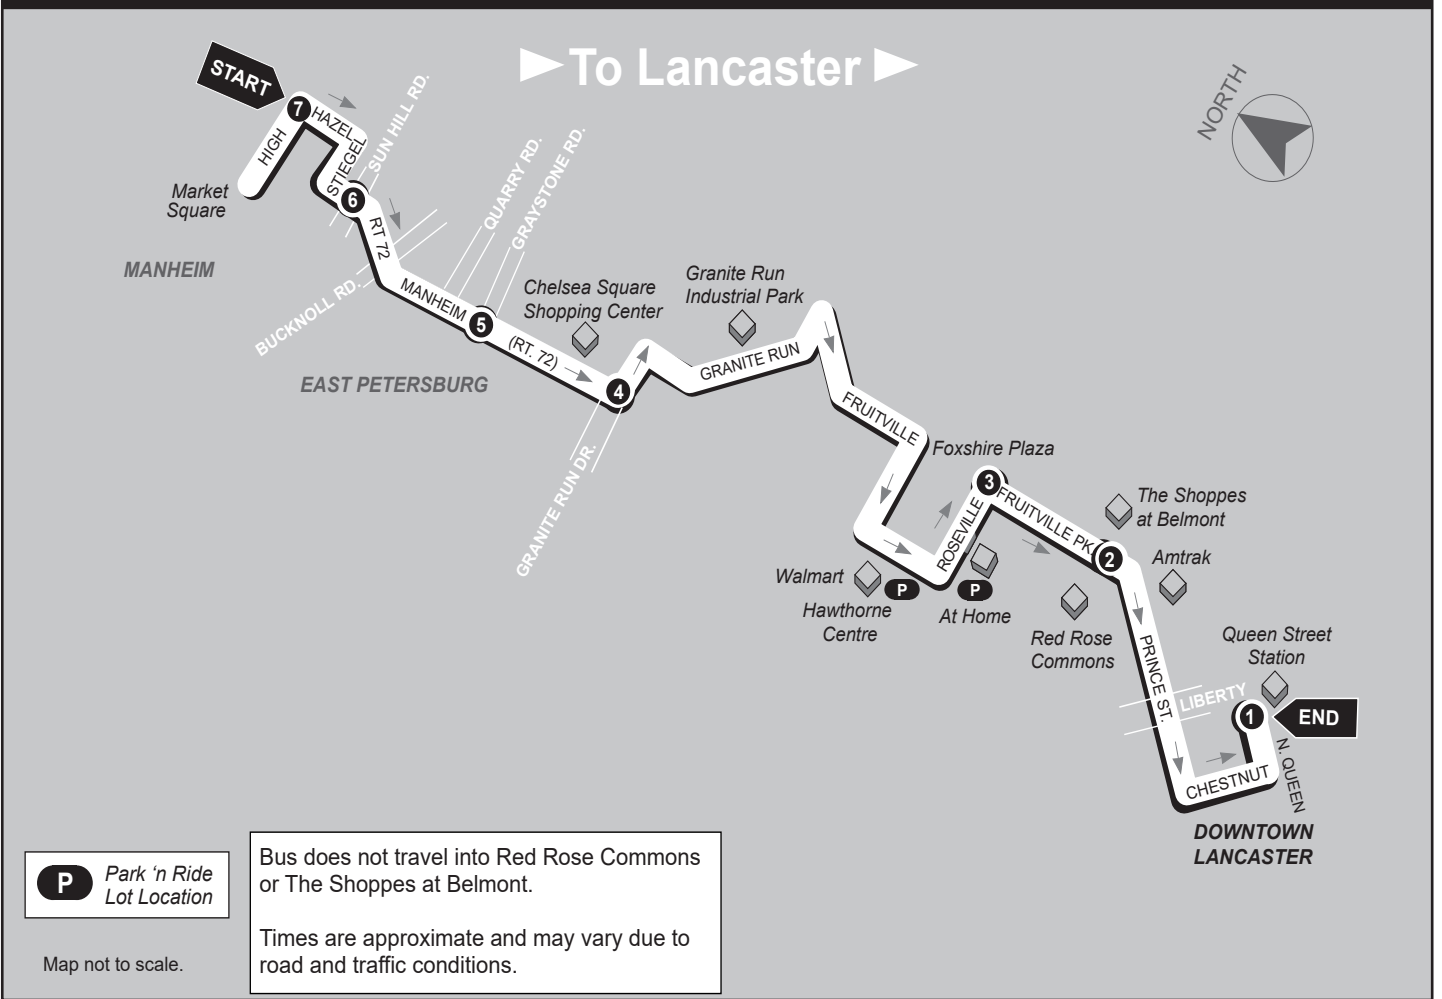 To Lancaster
START
NORTH
7
HAZEL
HIGH
STIEGEL
SUN HILL RD.
Market
Square
6
RT 72
QUARRY RD.
GRAYSTONE RD.
MANHEIM
BUCKNOLL RD.
MANHEIM
5
(RT. 72)
Chelsea Square
Shopping Center
Granite Run
Industrial Park
EAST PETERSBURG
4
GRANITE RUN
GRANITE RUN DR.
FRUITVILLE
Foxshire Plaza
3
ROSEVILLE
FRUITVILLE PK.
The Shoppes
at Belmont
2
Amtrak
Walmart
P
P
Hawthorne
Centre
At Home
Red Rose
Commons
PRINCE ST.
Queen Street
Station
LIBERTY
1
END
N. QUEEN
CHESTNUT
DOWNTOWN
LANCASTER
P
Park ‘n Ride
Lot Location
Map not to scale.
Bus does not travel into Red Rose Commons
or The Shoppes at Belmont.
Times are approximate and may vary due to
road and traffic conditions.